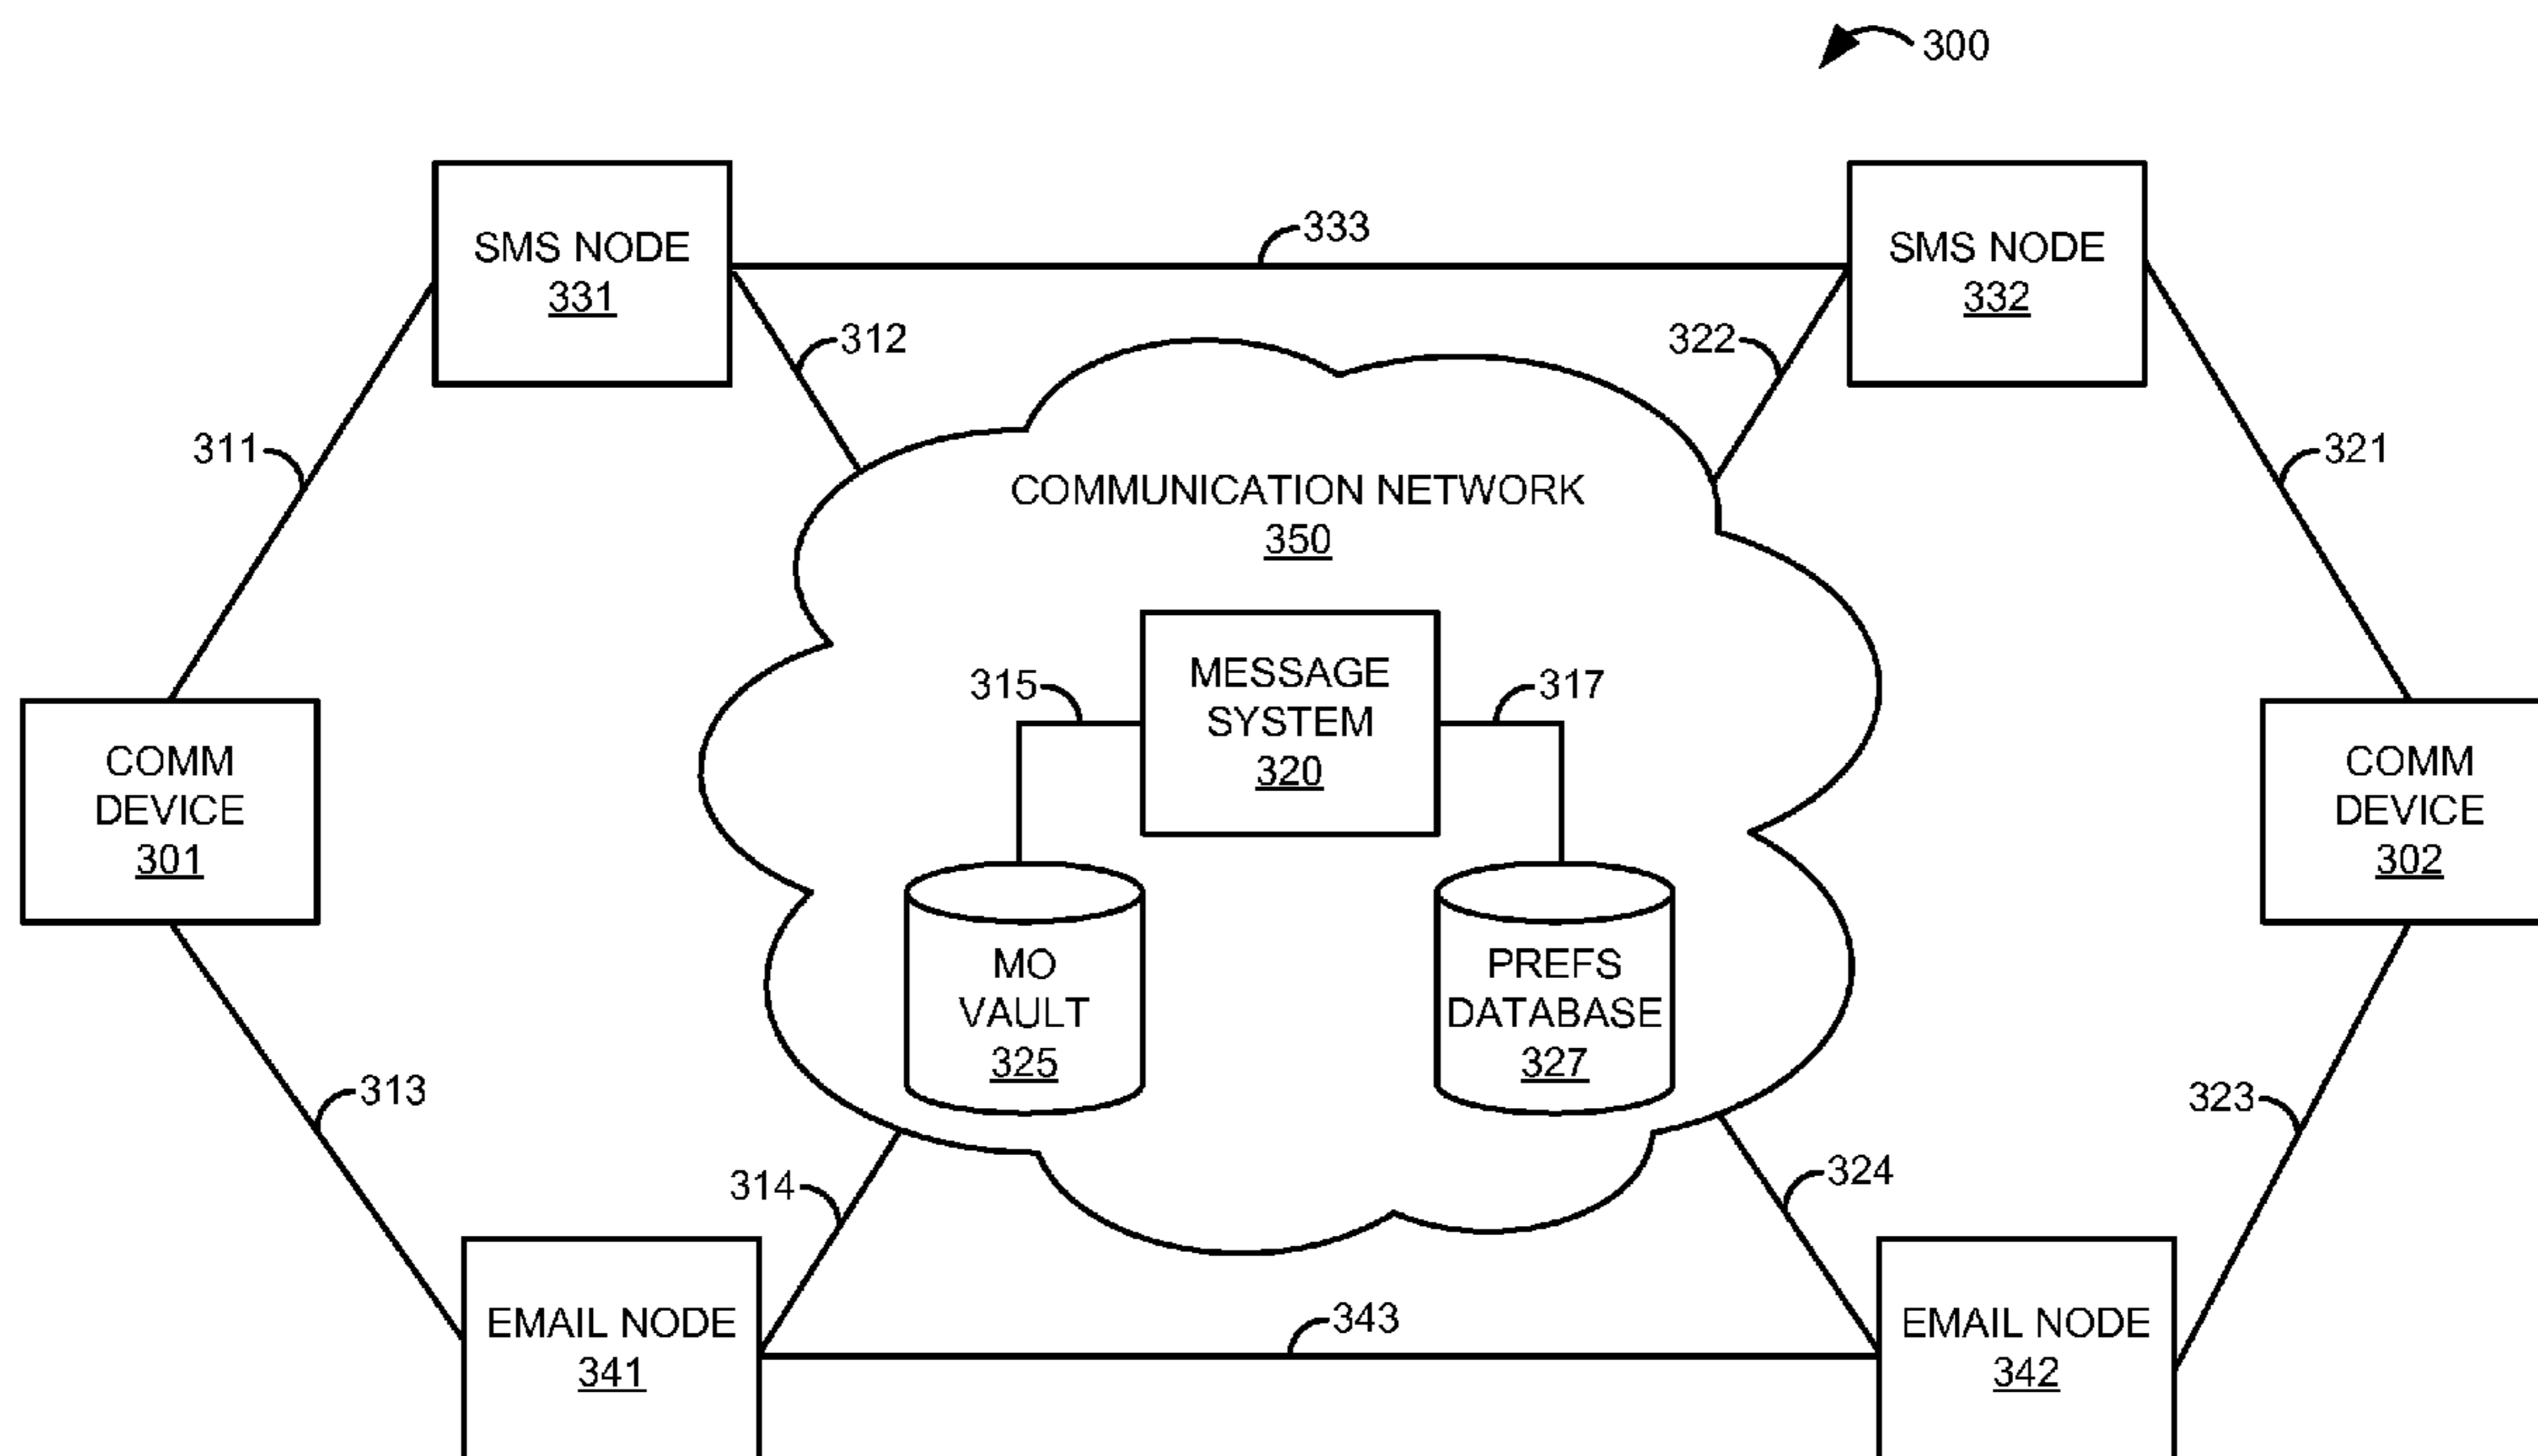 300
SMS NODE
331
333
SMS NODE
332
312
322
311
321
COMMUNICATION NETWORK
350
315
MESSAGE
SYSTEM
320
317
COMM
DEVICE
301
COMM
DEVICE
302
MO
VAULT
325
PREFS
DATABASE
327
313
323
314
324
343
EMAIL NODE
341
EMAIL NODE
342